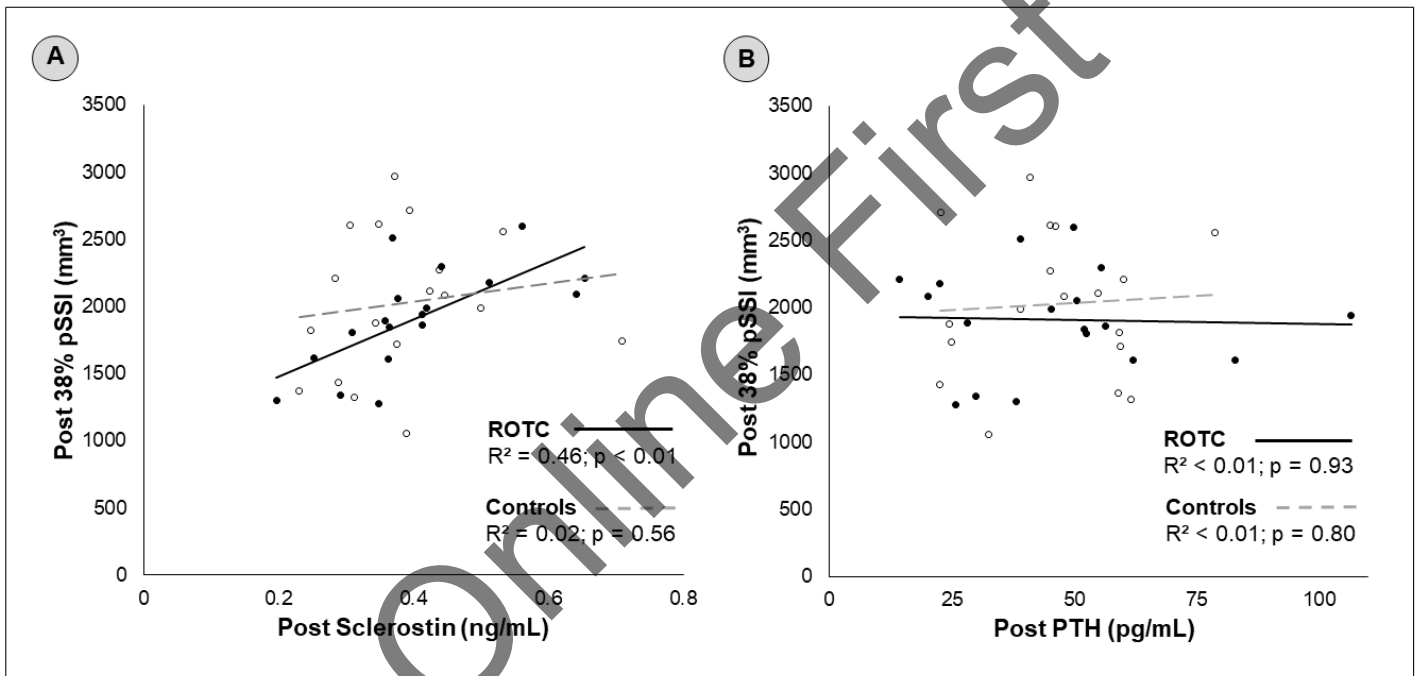 A
3500
3000
2500
2000
1500
1000
500
0
Post 38% pSSI (mm³)
0 0.2 0.4 0.6 0.8
Post Sclerostin (ng/mL)
ROTC
R² = 0.46; p < 0.01
Controls
R² = 0.02; p = 0.56
B
3500
3000
2500
2000
1500
1000
500
0
Post 38% pSSI (mm³)
0 25 50 75 100
Post PTH (pg/mL)
ROTC
R² < 0.01; p = 0.93
Controls
R² < 0.01; p = 0.80
Online First